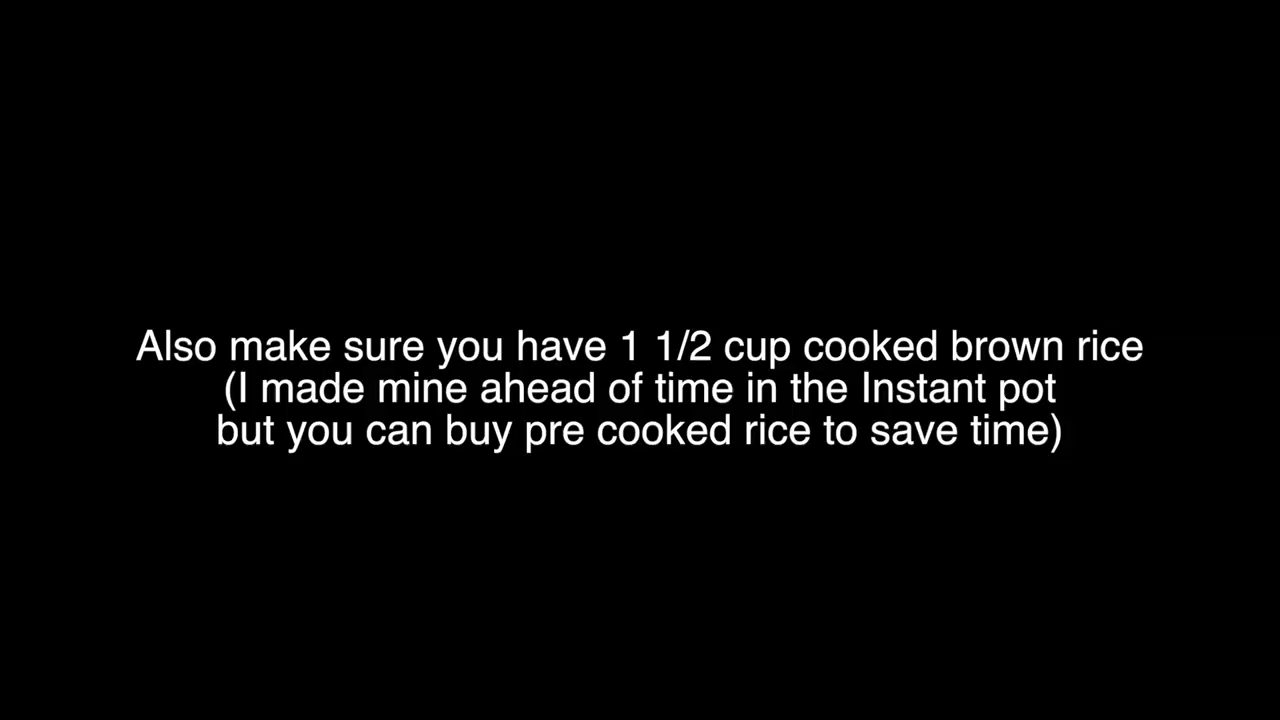 Also make sure you have 1 1/2 cup cooked brown rice
(I made mine ahead of time in the Instant pot
but you can buy pre cooked rice to save time)